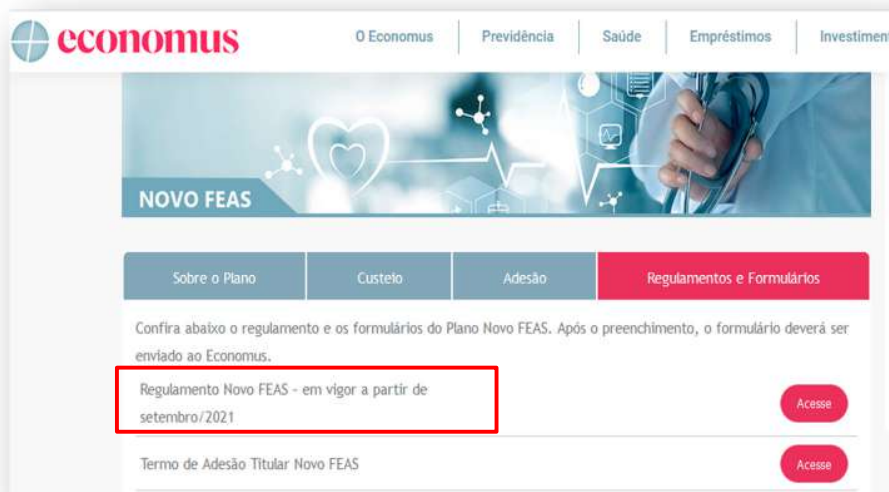 economus
O Economus
Previdência
Saúde
Empréstimos
NOVO FEAS
Sobre o Plano
Custeio
Adesão
Regulamentos e Formulários
Confira abaixo o regulamento e os formulários do Plano Novo FEAS. Após o preenchimento, o formulário deverá ser
enviado ao Economus.
Regulamento Novo FEAS - em vigor a partir de
setembro/2021
Acesse
Termo de Adesão Titular Novo FEAS
Acesse